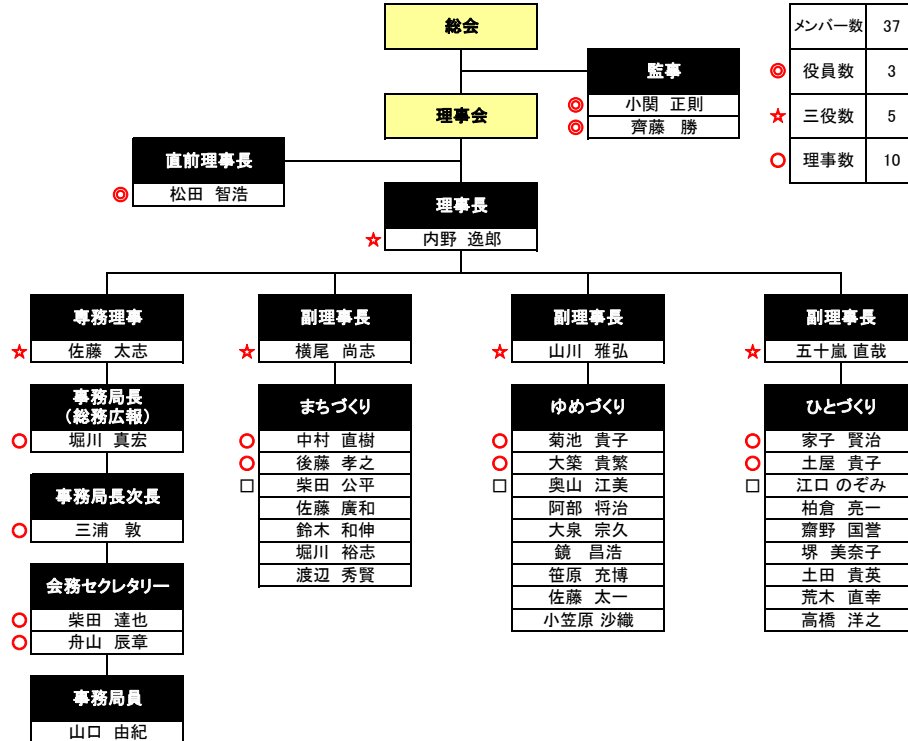 総会
メンバー数 37
◎ 役員数 3
☆ 三役数 5
○ 理事数 10
監事
◎ 小関 正則
◎ 齊藤 勝
理事会
直前理事長
◎ 松田 智浩
理事長
☆ 内野 逸郎
専務理事
☆ 佐藤 太志
事務局長
(総務広報)
○ 堀川 真宏
事務局長次長
○ 三浦 敦
会務セクレタリー
○ 柴田 達也
○ 舟山 辰章
事務局員
山口 由紀
副理事長
☆ 横尾 尚志
まちづくり
○ 中村 直樹
○ 後藤 孝之
□ 柴田 公平
佐藤 廣和
鈴木 和伸
堀川 裕志
渡辺 秀賢
副理事長
☆ 山川 雅弘
ゆめづくり
○ 菊池 貴子
○ 大築 貴繁
□ 奥山 江美
阿部 将治
大泉 宗久
鏡 昌浩
笹原 充博
佐藤 太一
小笠原 沙織
副理事長
☆ 五十嵐 直哉
ひとづくり
○ 家子 賢治
○ 土屋 貴子
□ 江口 のぞみ
柏倉 亮一
齋野 国誉
堺 美奈子
土田 貴英
荒木 直幸
高橋 洋之